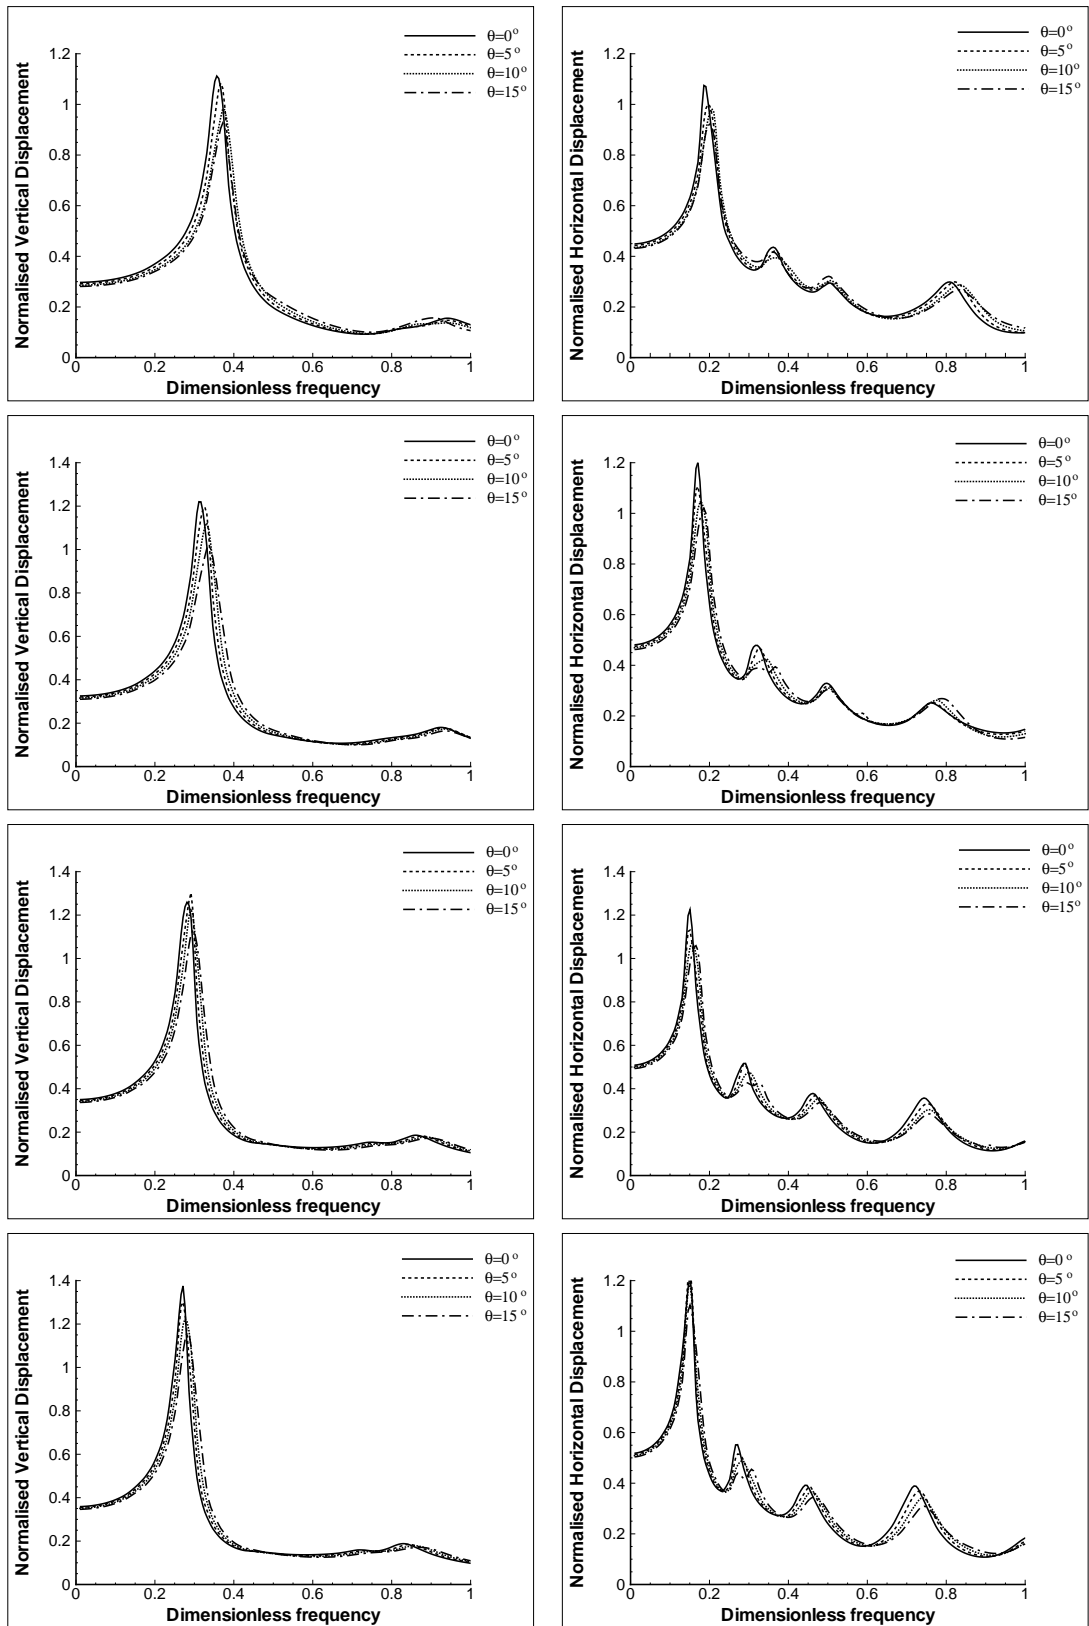 θ=0°
θ=5°
θ=10°
θ=15°
Normalised Vertical Displacement
1.2
1
0.8
0.6
0.4
0.2
0
0 0.2 0.4 0.6 0.8 1
Dimensionless frequency
θ=0°
θ=5°
θ=10°
θ=15°
Normalised Horizontal Displacement
1.2
1
0.8
0.6
0.4
0.2
0
0 0.2 0.4 0.6 0.8 1
Dimensionless frequency
θ=0°
θ=5°
θ=10°
θ=15°
Normalised Vertical Displacement
1.4
1.2
1
0.8
0.6
0.4
0.2
0
0 0.2 0.4 0.6 0.8 1
Dimensionless frequency
θ=0°
θ=5°
θ=10°
θ=15°
Normalised Horizontal Displacement
1.2
1
0.8
0.6
0.4
0.2
0
0 0.2 0.4 0.6 0.8 1
Dimensionless frequency
θ=0°
θ=5°
θ=10°
θ=15°
Normalised Vertical Displacement
1.4
1.2
1
0.8
0.6
0.4
0.2
0
0 0.2 0.4 0.6 0.8 1
Dimensionless frequency
θ=0°
θ=5°
θ=10°
θ=15°
Normalised Horizontal Displacement
1.4
1.2
1
0.8
0.6
0.4
0.2
0
0 0.2 0.4 0.6 0.8 1
Dimensionless frequency
θ=0°
θ=5°
θ=10°
θ=15°
Normalised Vertical Displacement
1.4
1.2
1
0.8
0.6
0.4
0.2
0
0 0.2 0.4 0.6 0.8 1
Dimensionless frequency
θ=0°
θ=5°
θ=10°
θ=15°
Normalised Horizontal Displacement
1.2
1
0.8
0.6
0.4
0.2
0
0 0.2 0.4 0.6 0.8 1
Dimensionless frequency